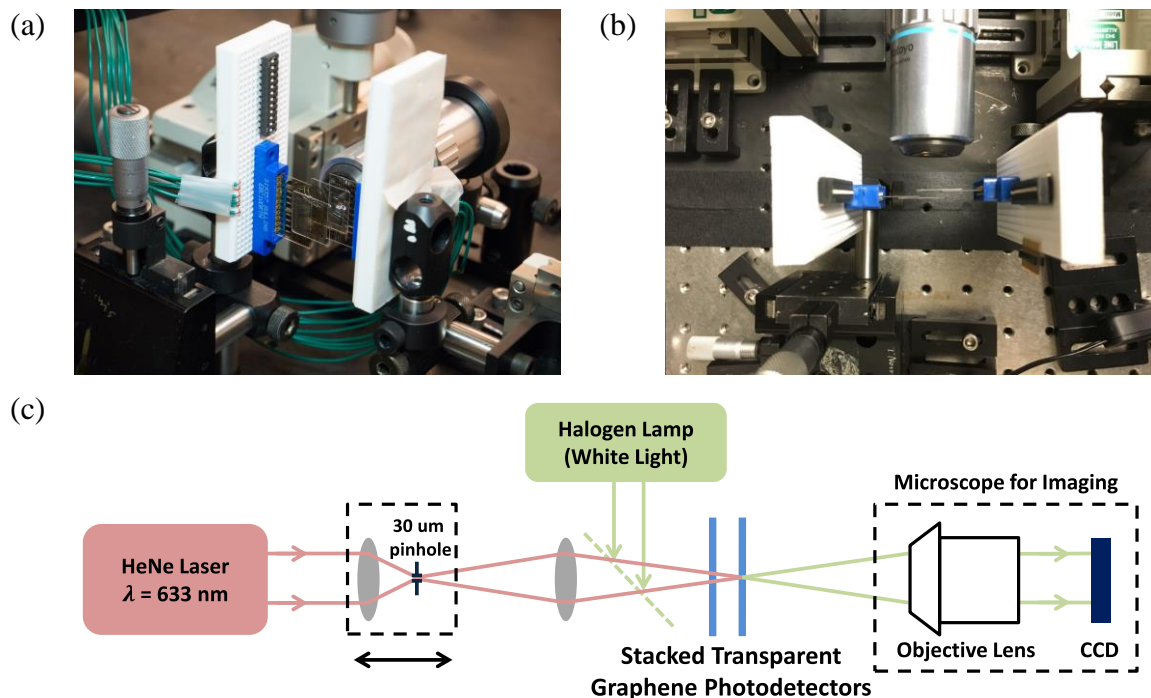 (a)
(b)
(c)
Halogen Lamp
(White Light)
Microscope for Imaging
30 um
pinhole
HeNe Laser
λ = 633 nm
Objective Lens
CCD
Stacked Transparent
Graphene Photodetectors